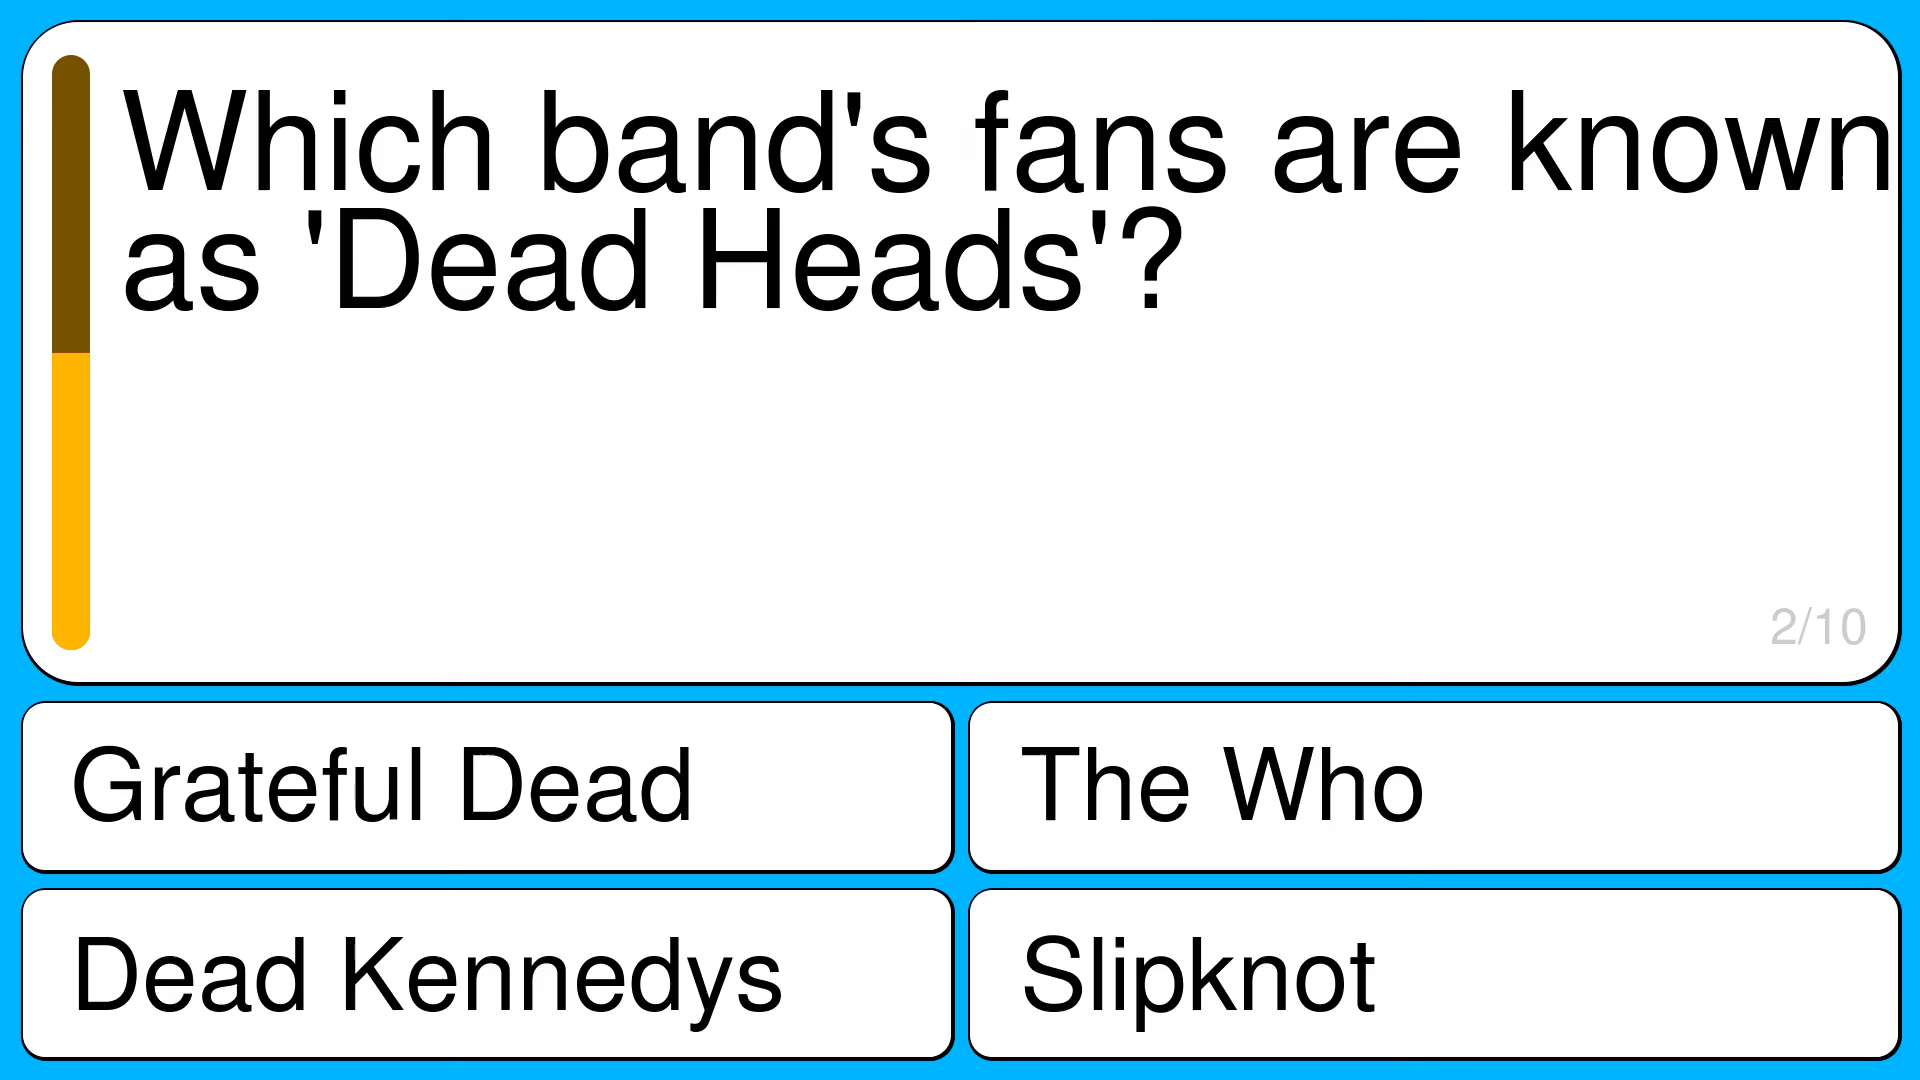 Which band's fans are known
as 'Dead Heads'?
2/10
Grateful Dead
The Who
Dead Kennedys
Slipknot